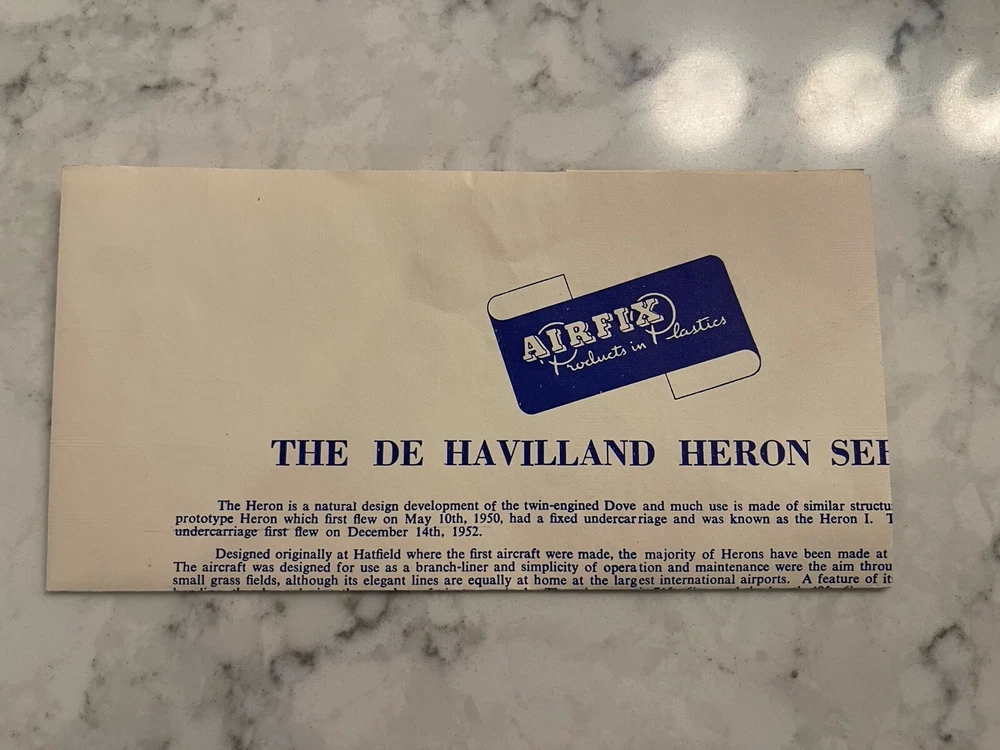 AIRFIX
Products in Plastics
THE DE HAVILLAND HERON SE
The Heron is a natural design development of the twin-engined Dove and much use is made of similar structu
prototype Heron which first flew on May 10th, 1950, had a fixed undercarriage and was known as the Heron I. T
undercarriage first flew on December 14th, 1952.
Designed originally at Hatfield where the first aircraft were made, the majority of Herons have been made at
The aircraft was designed for use as a branch-liner and simplicity of operation and maintenance were the aim throu
small grass fields, although its elegant lines are equally at home at the largest international airports. A feature of it